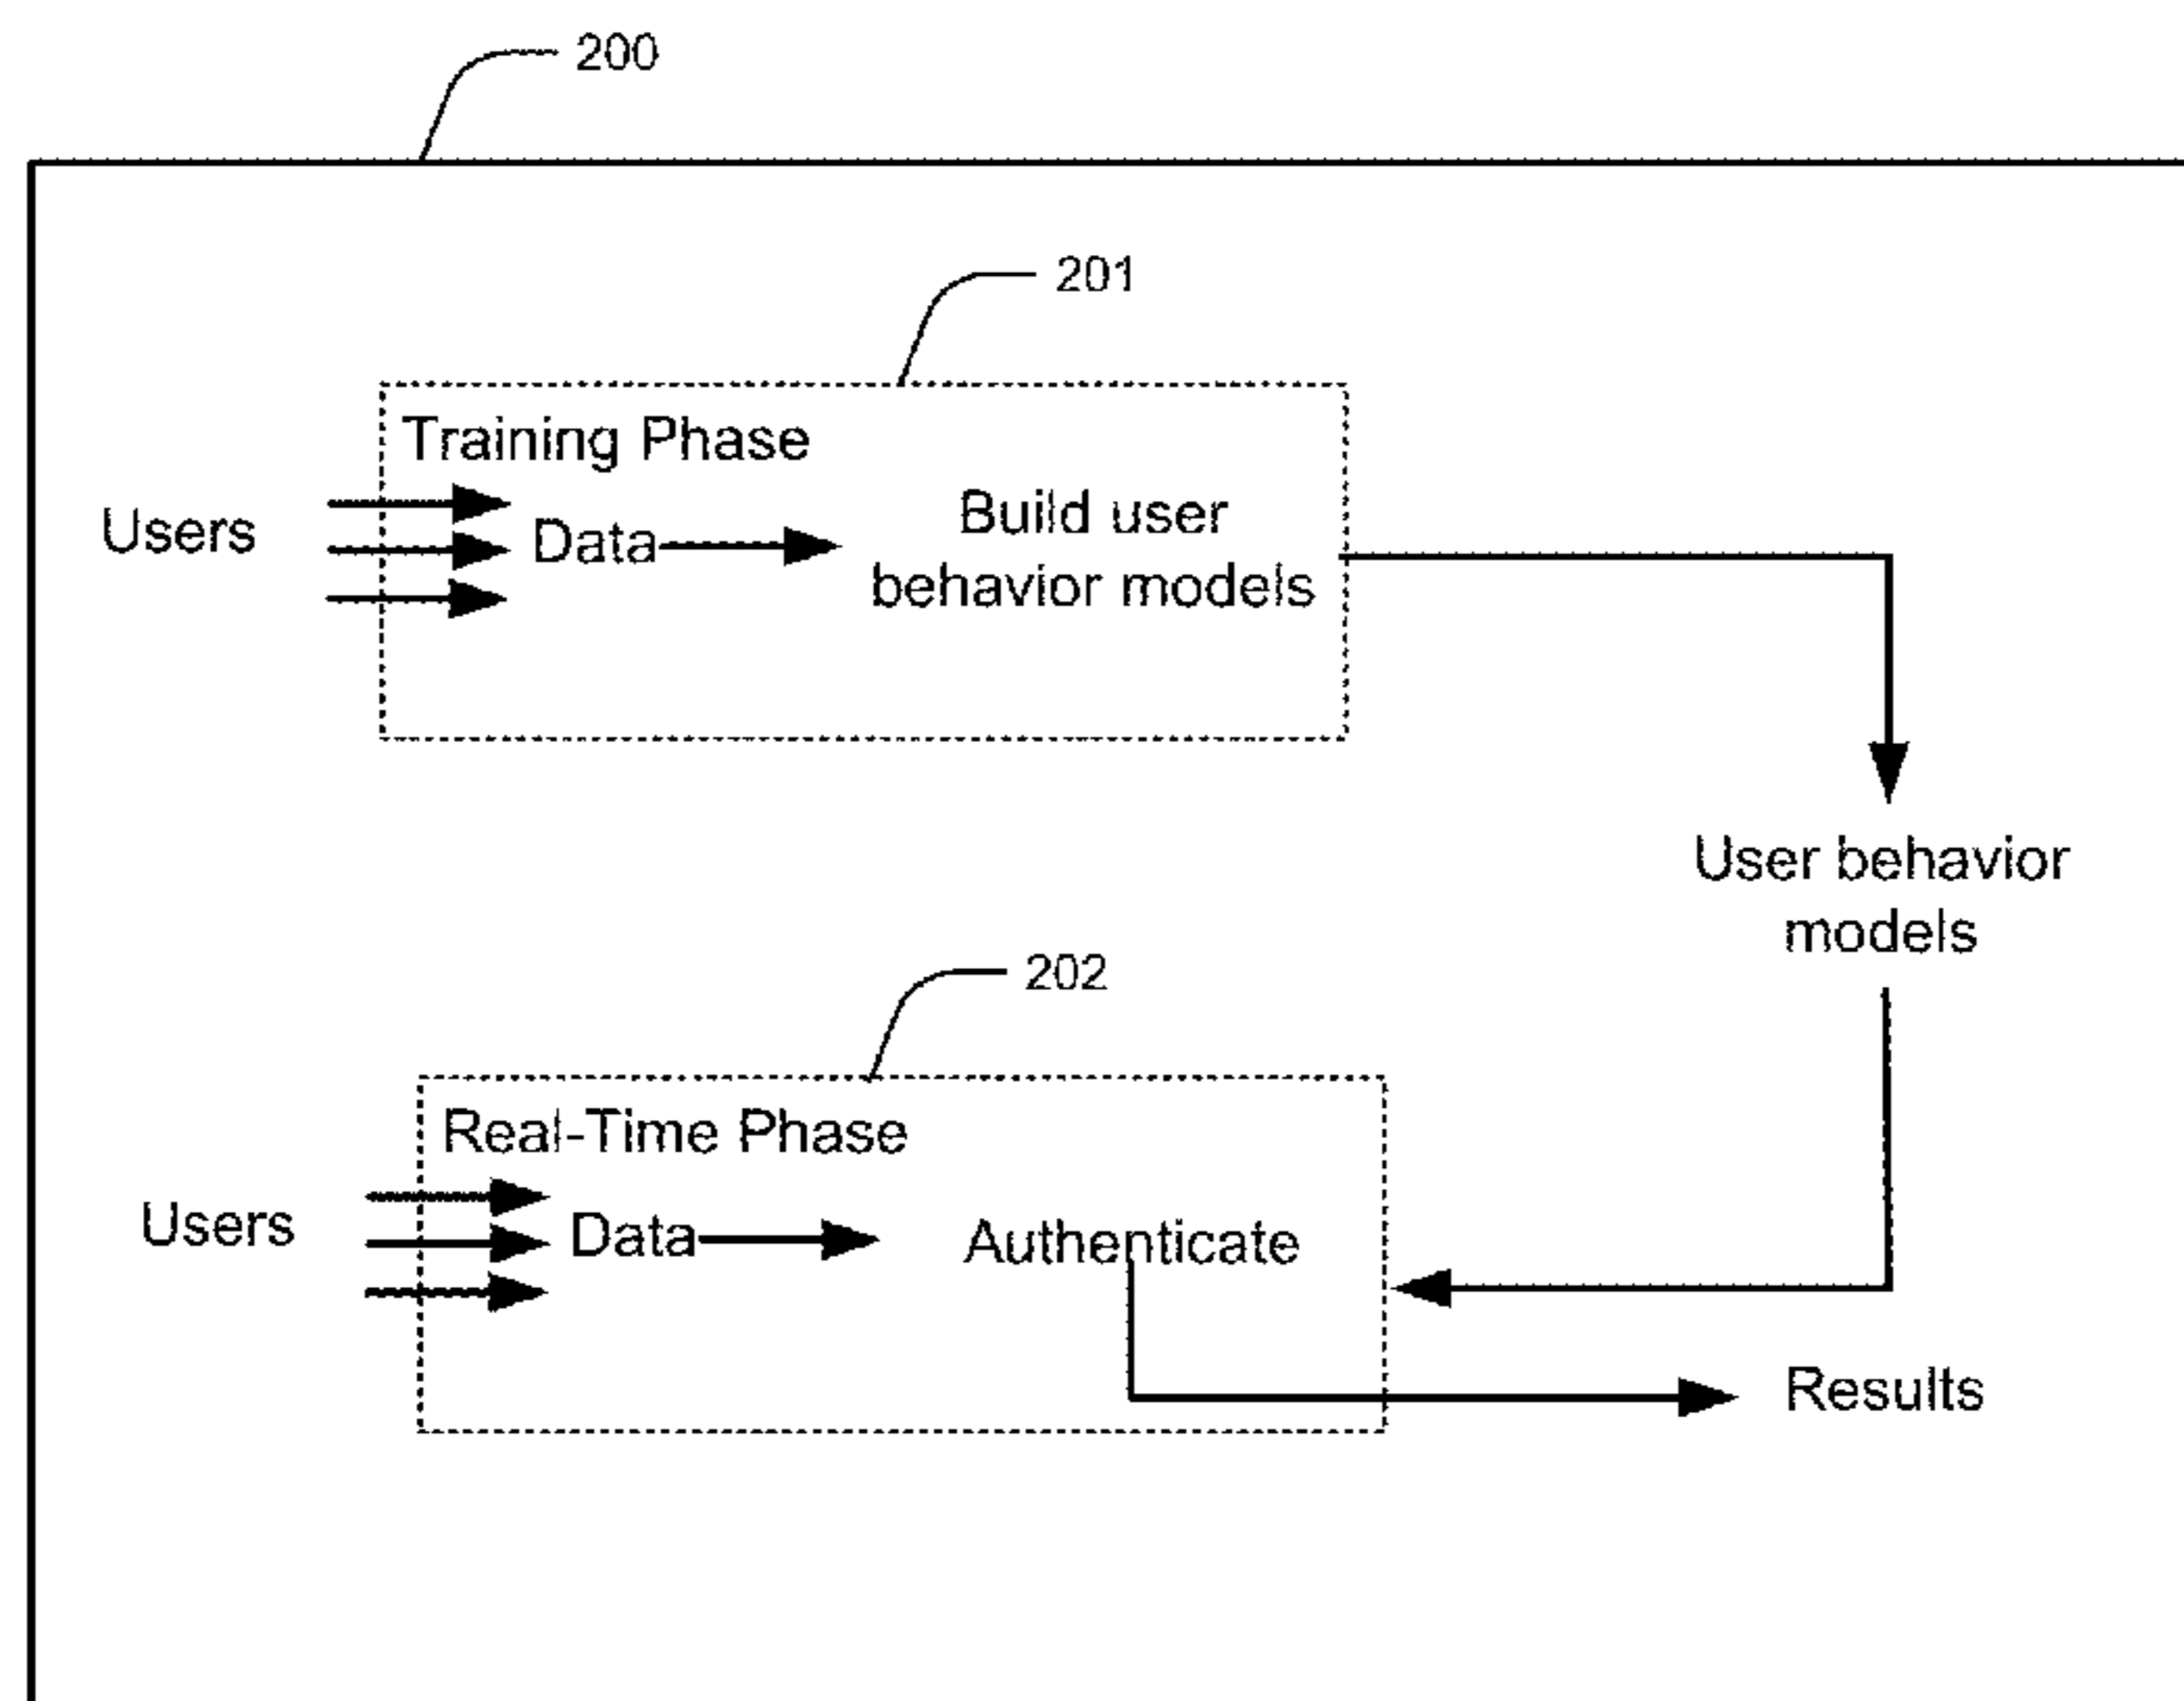 200
201
Training Phase
Users
Data
Build user
behavior models
User behavior
models
202
Real-Time Phase
Users
Data
Authenticate
Results